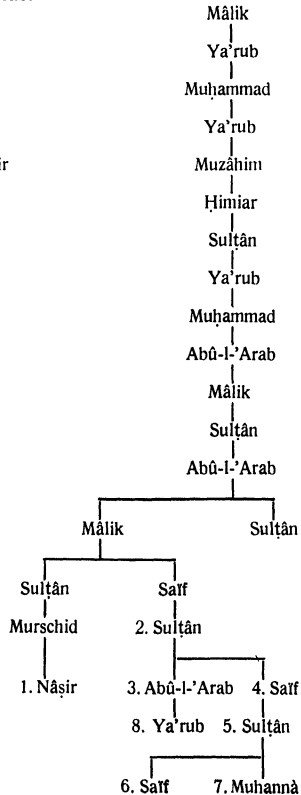 Mâlik
Ya'rub
Muḥammad
Ya'rub
ir
Muzâhim
Ḥimiar
Sulṭân
Ya'rub
Muḥammad
Abû-l-'Arab
Mâlik
Sulṭân
Abû-l-'Arab
Mâlik Sulṭân
Sulṭân Saïf
Murschid 2. Sulṭân
1. Nâṣir 3. Abû-l-'Arab 4. Saïf
8. Ya'rub 5. Sulṭân
6. Saïf 7. Muhannà